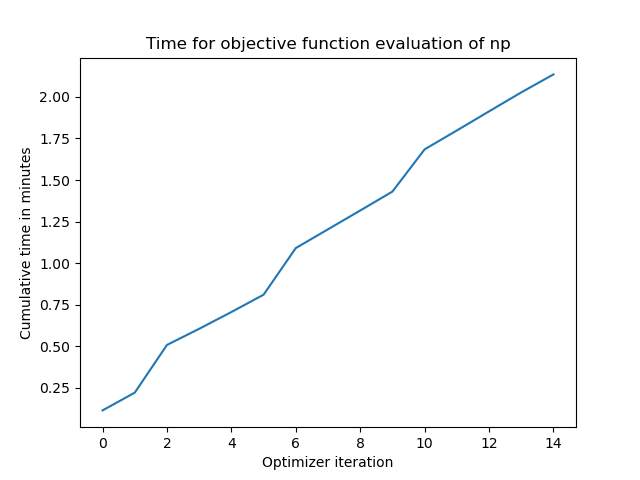 Time for objective function evaluation of np
Cumulative time in minutes
2.00
1.75
1.50
1.25
1.00
0.75
0.50
0.25
0 2 4 6 8 10 12 14
Optimizer iteration